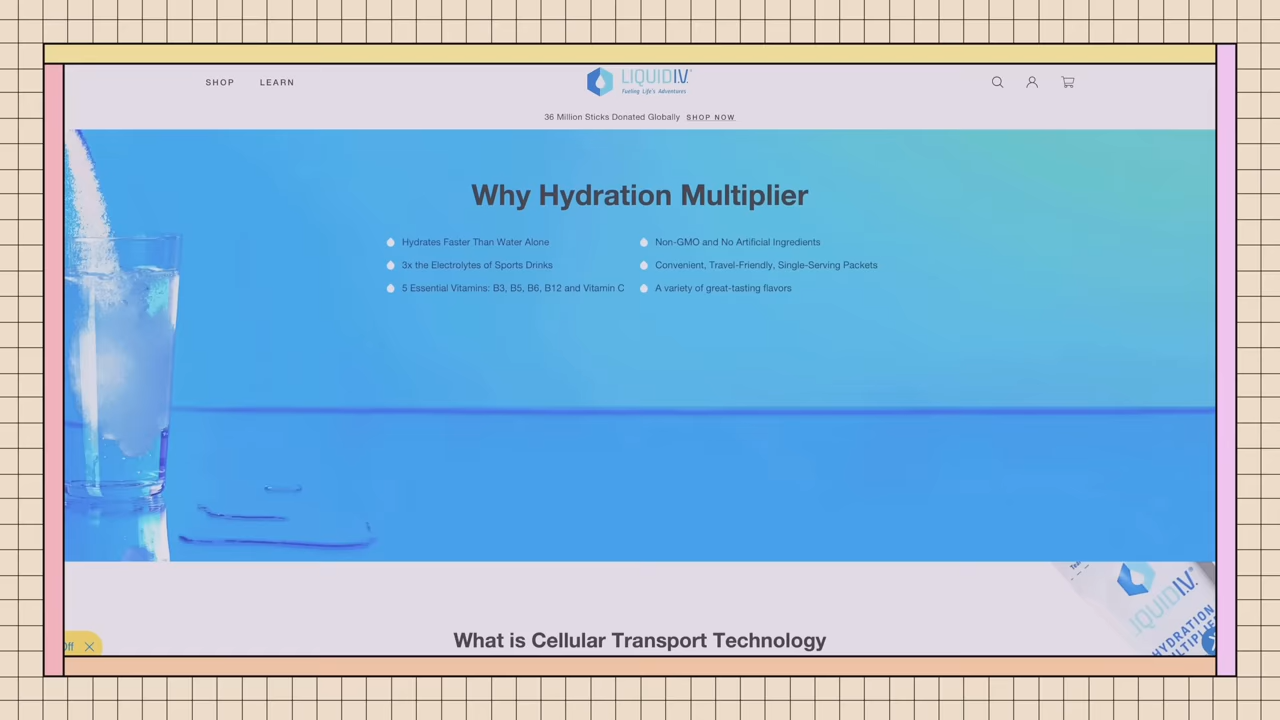 SHOP LEARN
LIQUID I.V.
Fueling Life's Adventures
36 Million Sticks Donated Globally SHOP NOW
Why Hydration Multiplier
Hydrates Faster Than Water Alone
3x the Electrolytes of Sports Drinks
5 Essential Vitamins: B3, B5, B6, B12 and Vitamin C
Non-GMO and No Artificial Ingredients
Convenient, Travel-Friendly, Single-Serving Packets
A variety of great-tasting flavors
LIQUID I.V.
HYDRATION
MULTIPLIER
What is Cellular Transport Technology